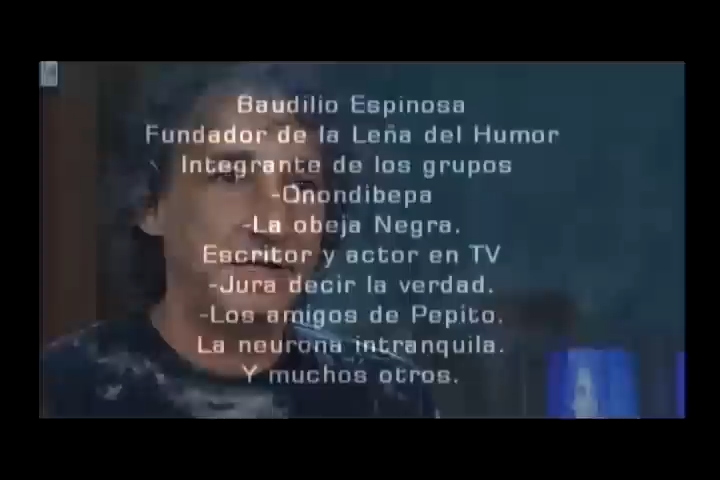 Baudilio Espinosa
Fundador de la Leña del Humor
Integrante de los grupos
-Onondibepa
-La obeja Negra.
Escritor y actor en TV
-Jura decir la verdad.
-Los amigos de Pepito.
La neurona intranquila.
Y muchos otros.